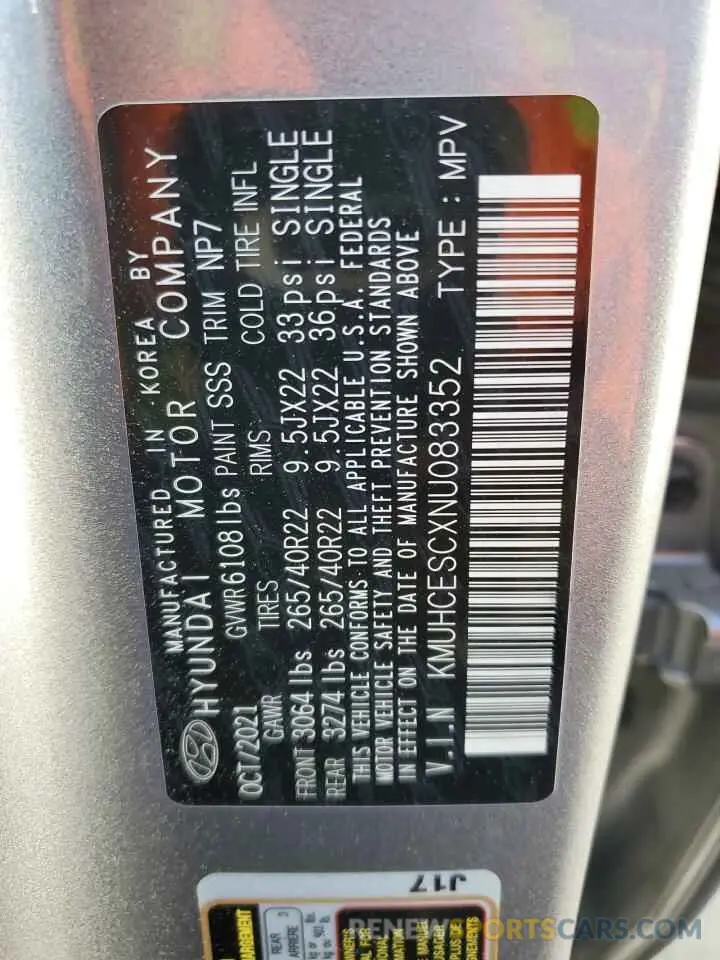 MANUFACTURED IN KOREA BY
HYUNDAI MOTOR COMPANY
OCT/2021 GVWR6108lbs PAINT SSS TRIM NP7
GAWR TIRES RIMS COLD TIRE INFL
FRONT 3064lbs 265/40R22 9.5JX22 33psi SINGLE
REAR 3274lbs 265/40R22 9.5JX22 36psi SINGLE
THIS VEHICLE CONFORMS TO ALL APPLICABLE U.S.A. FEDERAL
MOTOR VEHICLE SAFETY AND THEFT PREVENTION STANDARDS
IN EFFECT ON THE DATE OF MANUFACTURE SHOWN ABOVE
V.I.N KMUHCESCXNU083352 TYPE : MPV
J17
REAR
ARRIERE
RENEWSPORTSCARS.COM